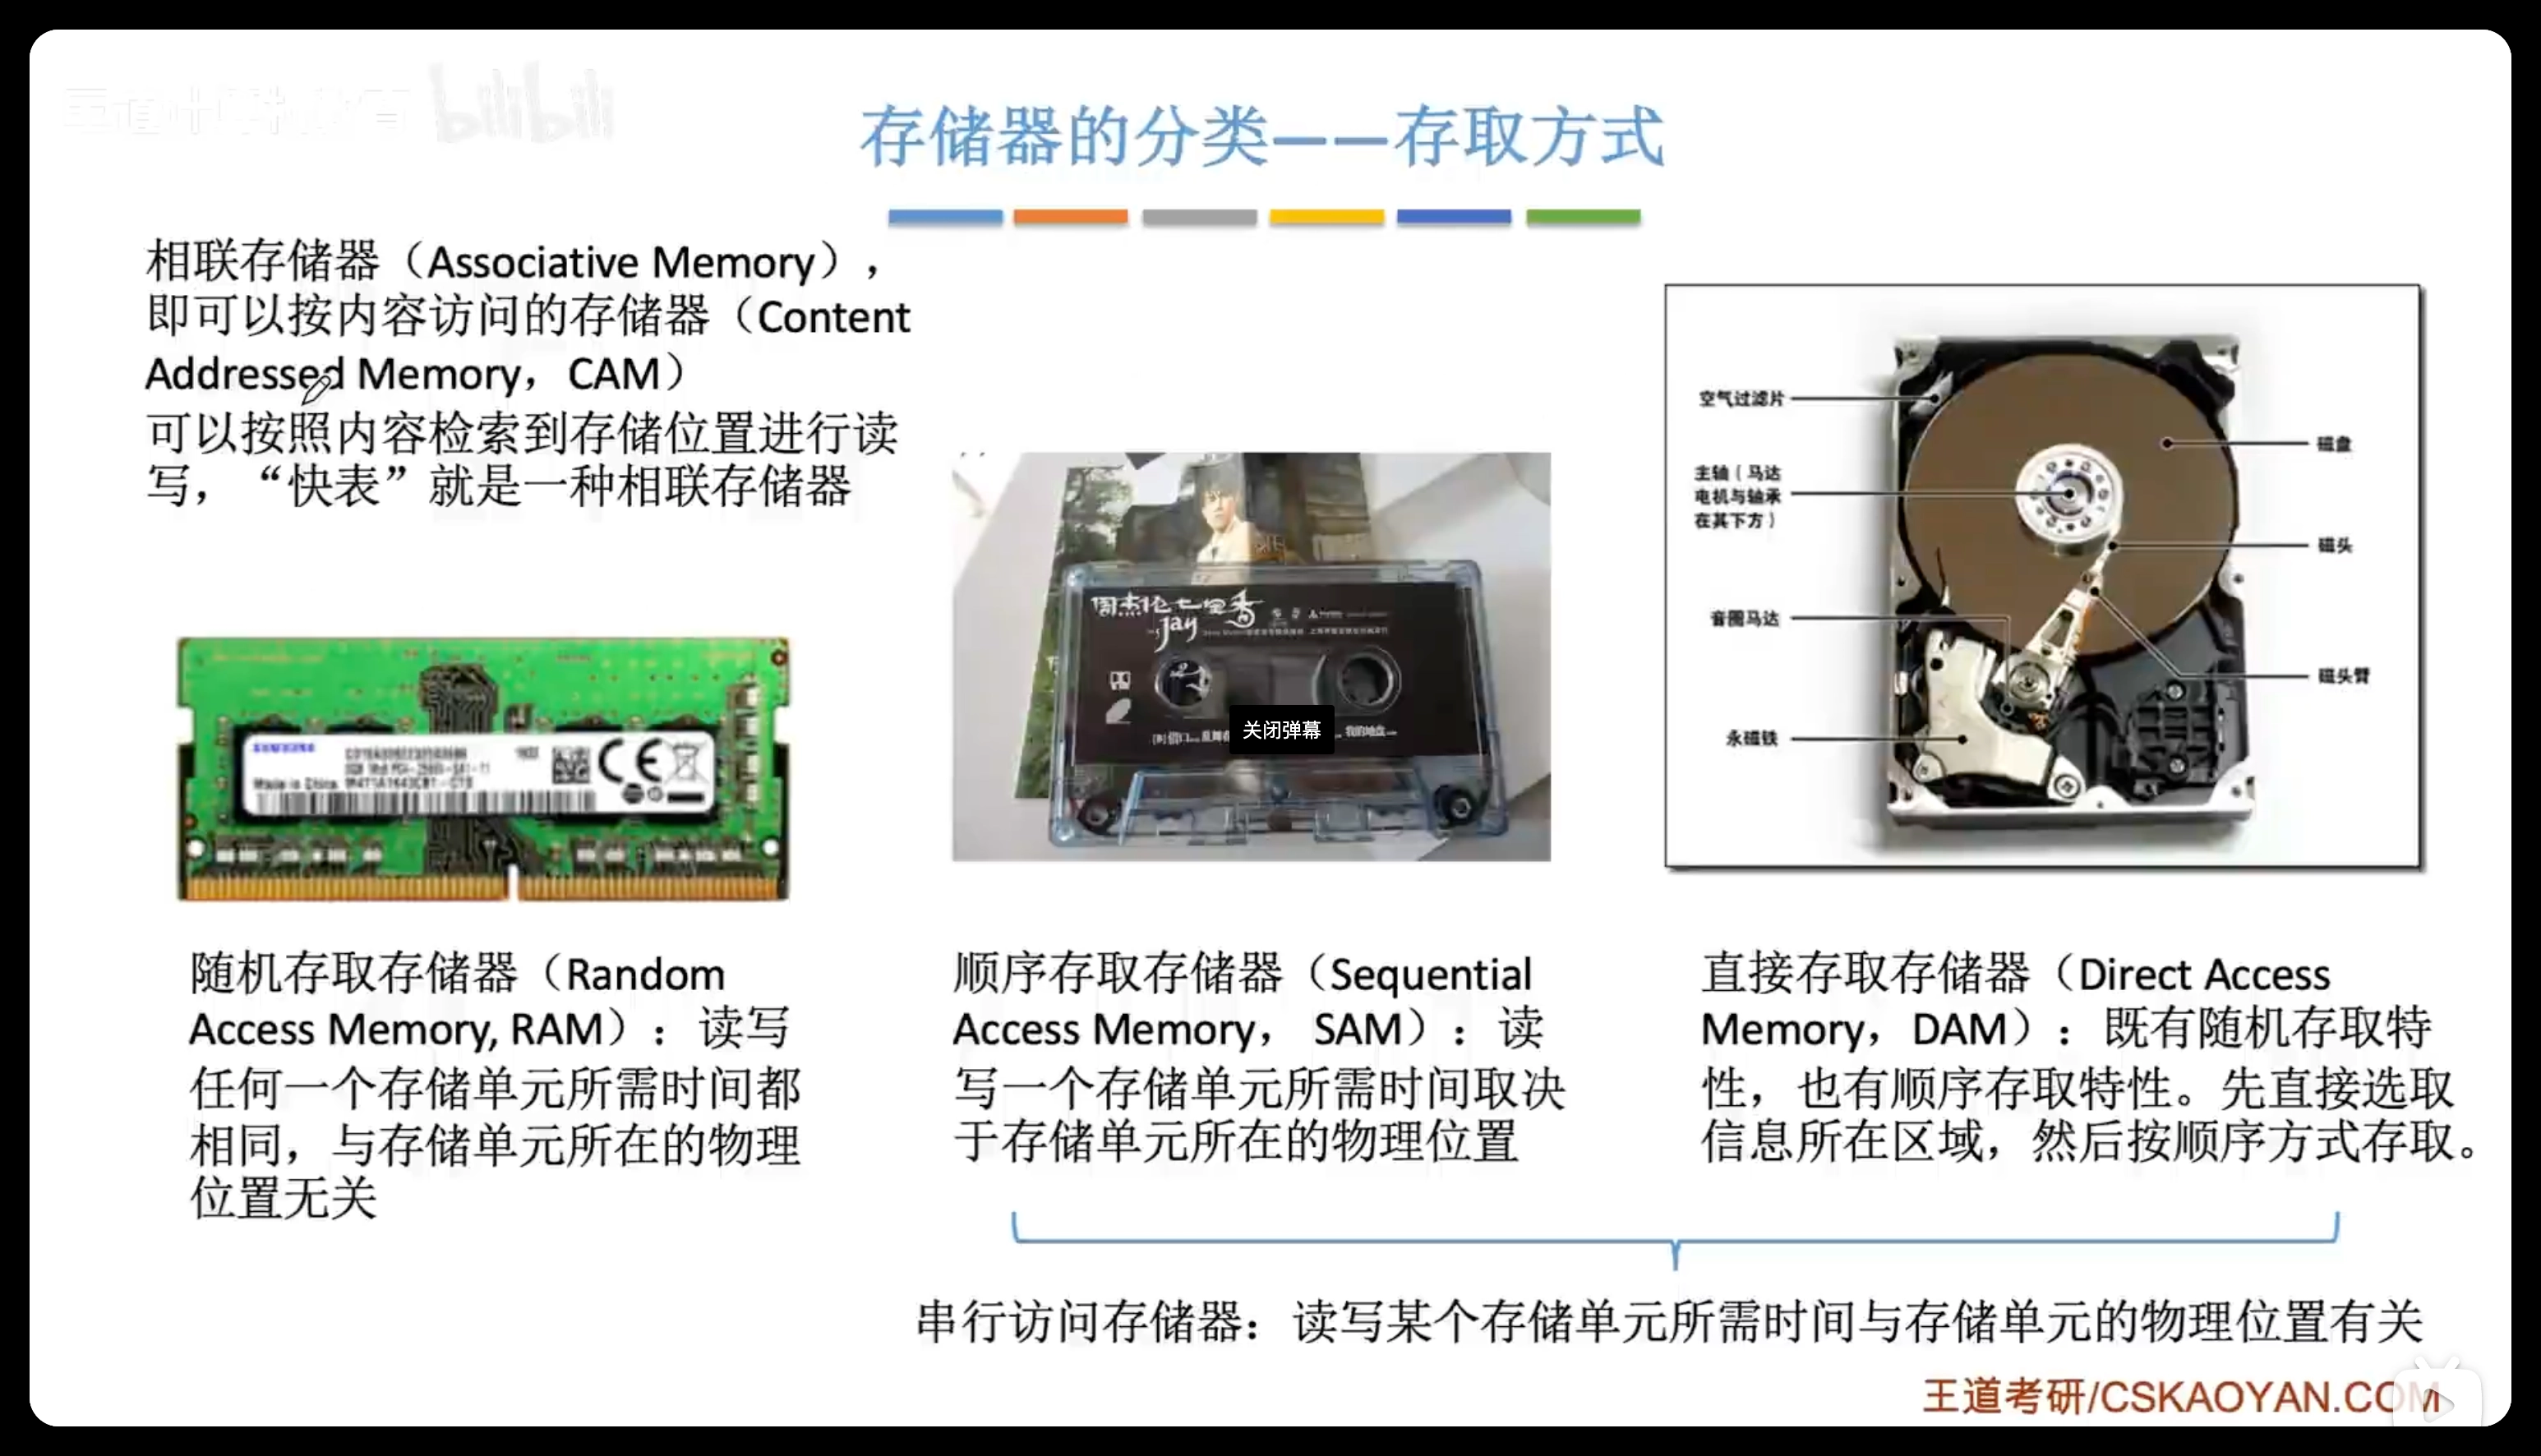 bilibili
存储器的分类——存取方式
相联存储器（Associative Memory），
即可以按内容访问的存储器（Content
Addressed Memory，CAM）
可以按照内容检索到存储位置进行读
写，“快表”就是一种相联存储器
SAMSUNG
Made in China
周杰伦七里香
Jay
关闭弹幕
空气过滤片
磁盘
主轴（马达
电机与轴承
在其下方）
磁头
音圈马达
磁头臂
永磁铁
随机存取存储器（Random
Access Memory, RAM）：读写
任何一个存储单元所需时间都
相同，与存储单元所在的物理
位置无关
顺序存取存储器（Sequential
Access Memory， SAM）：读
写一个存储单元所需时间取决
于存储单元所在的物理位置
直接存取存储器（Direct Access
Memory，DAM）：既有随机存取特
性，也有顺序存取特性。先直接选取
信息所在区域，然后按顺序方式存取。
串行访问存储器：读写某个存储单元所需时间与存储单元的物理位置有关
王道考研/CSKAOYAN.COM